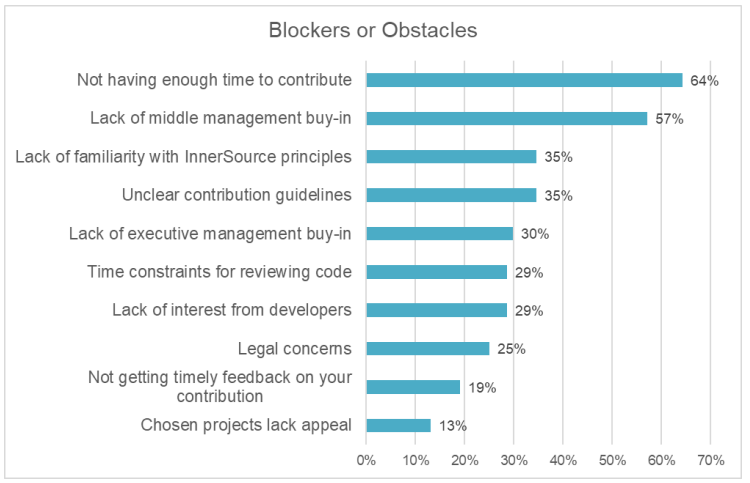 Blockers or Obstacles
Not having enough time to contribute 64%
Lack of middle management buy-in 57%
Lack of familiarity with InnerSource principles 35%
Unclear contribution guidelines 35%
Lack of executive management buy-in 30%
Time constraints for reviewing code 29%
Lack of interest from developers 29%
Legal concerns 25%
Not getting timely feedback on your
contribution 19%
Chosen projects lack appeal 13%
0% 10% 20% 30% 40% 50% 60% 70%